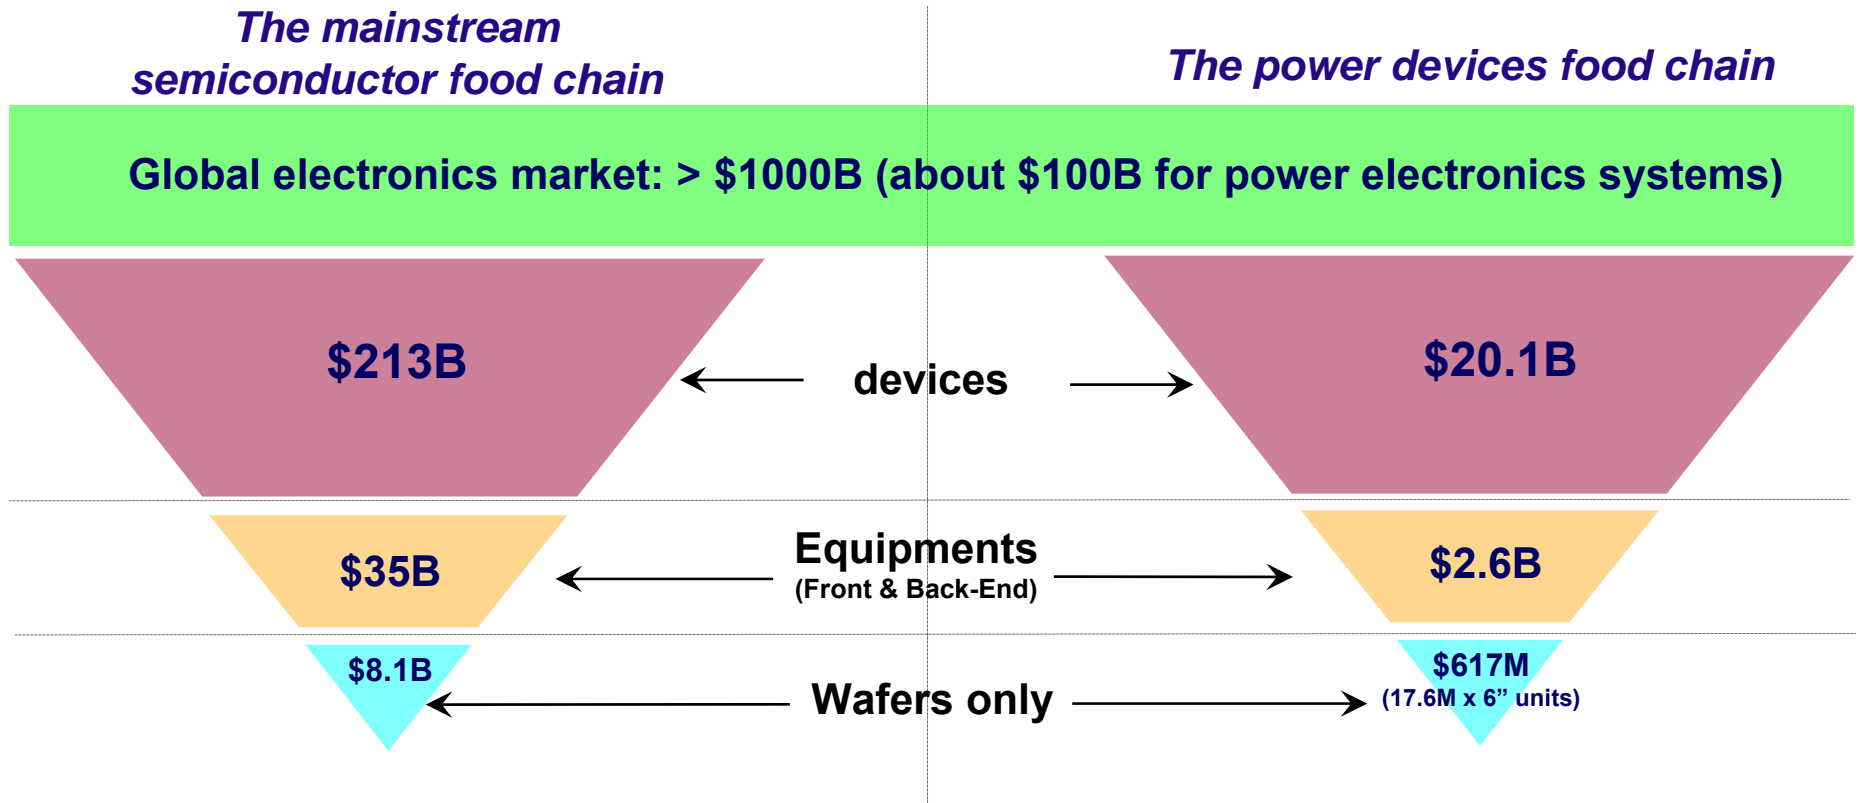 The mainstream
semiconductor food chain
The power devices food chain
Global electronics market: > $1000B (about $100B for power electronics systems)
$213B
devices
$20.1B
$35B
Equipments
(Front & Back-End)
$2.6B
$8.1B
Wafers only
$617M
(17.6M x 6” units)